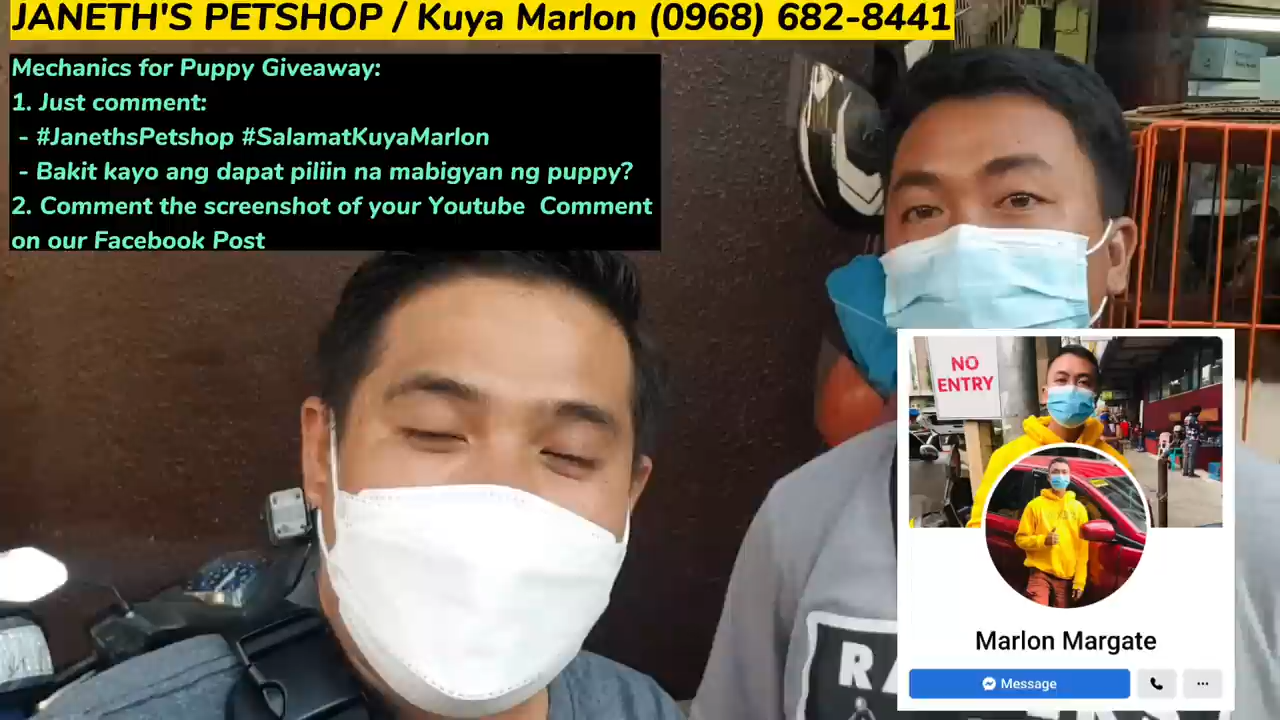 JANETH'S PETSHOP / Kuya Marlon (0968) 682-8441
Mechanics for Puppy Giveaway:
1. Just comment:
- #JanethsPetshop #SalamatKuyaMarlon
- Bakit kayo ang dapat piliin na mabigyan ng puppy?
2. Comment the screenshot of your Youtube Comment
on our Facebook Post
NO
ENTRY
Marlon Margate
Message